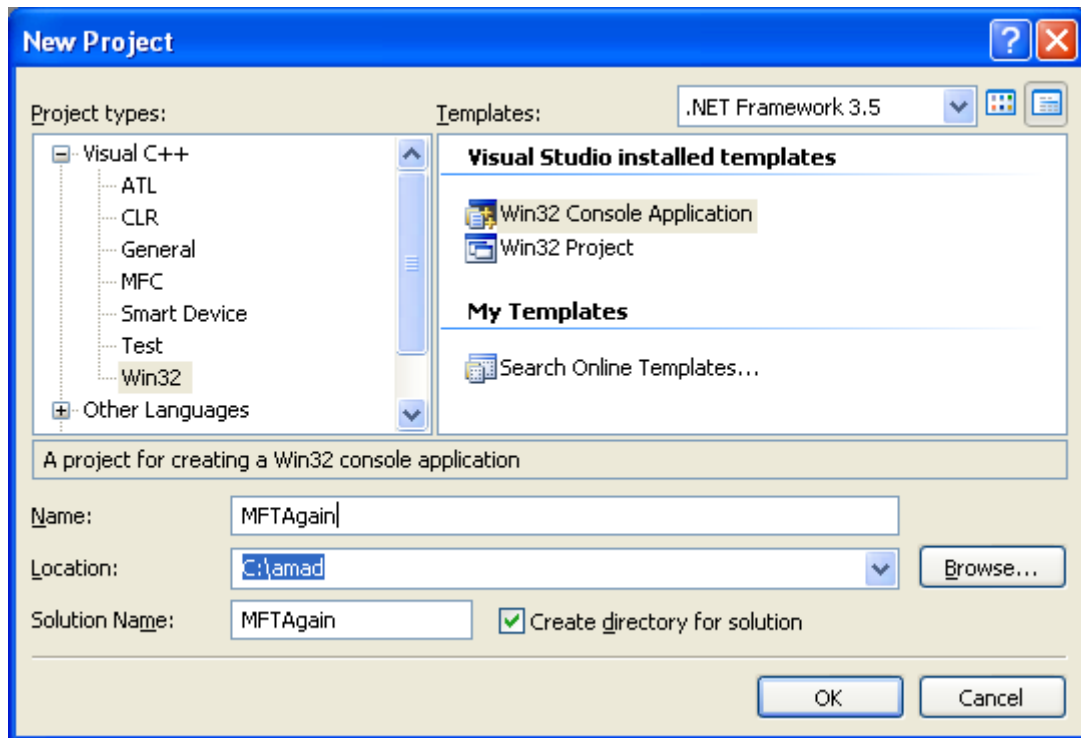 New Project
Project types:
Templates:
.NET Framework 3.5
Visual C++
ATL
CLR
General
MFC
Smart Device
Test
Win32
Other Languages
Visual Studio installed templates
Win32 Console Application
Win32 Project
My Templates
Search Online Templates...
A project for creating a Win32 console application
Name:
MFTAgain
Location:
C:\amad
Browse...
Solution Name:
MFTAgain
Create directory for solution
OK
Cancel